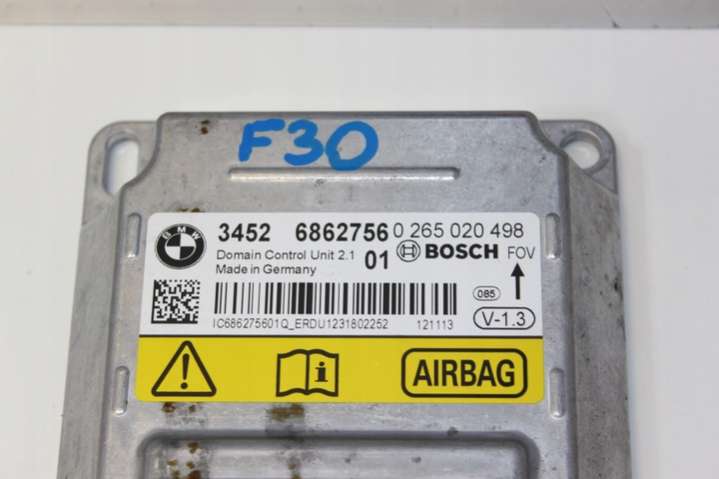 F30
BMW 3452 6862756 0 265 020 498
Domain Control Unit 2.1 01 BOSCH FOV
Made in Germany
085
V-1.3
IC686275601Q_ERDU1231802252 121113
AIRBAG